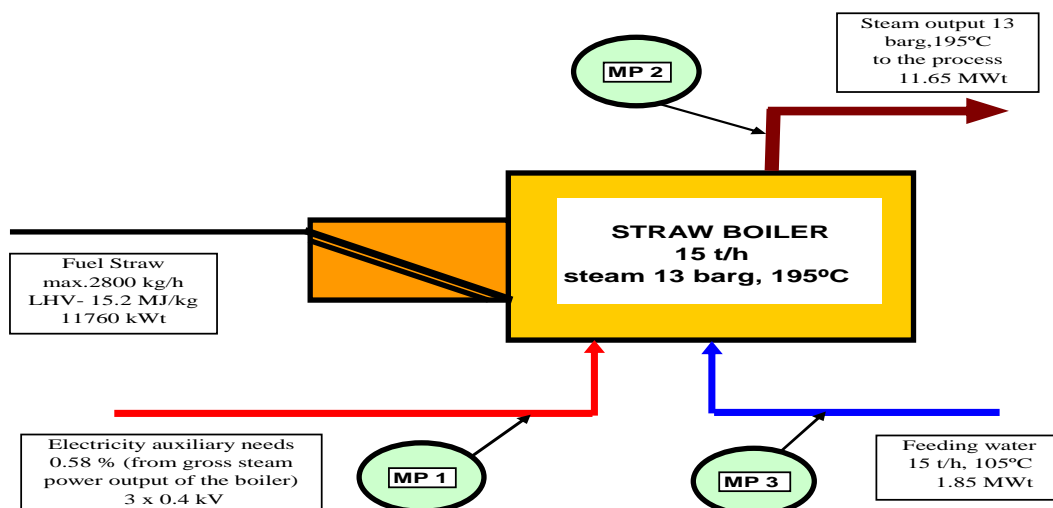 Steam output 13
barg,195ºC
to the process
11.65 MWt
MP 2
STRAW BOILER
15 t/h
steam 13 barg, 195ºC
Fuel Straw
max.2800 kg/h
LHV- 15.2 MJ/kg
11760 kWt
Electricity auxiliary needs
0.58 % (from gross steam
power output of the boiler)
3 x 0.4 kV
MP 1
MP 3
Feeding water
15 t/h, 105ºC
1.85 MWt